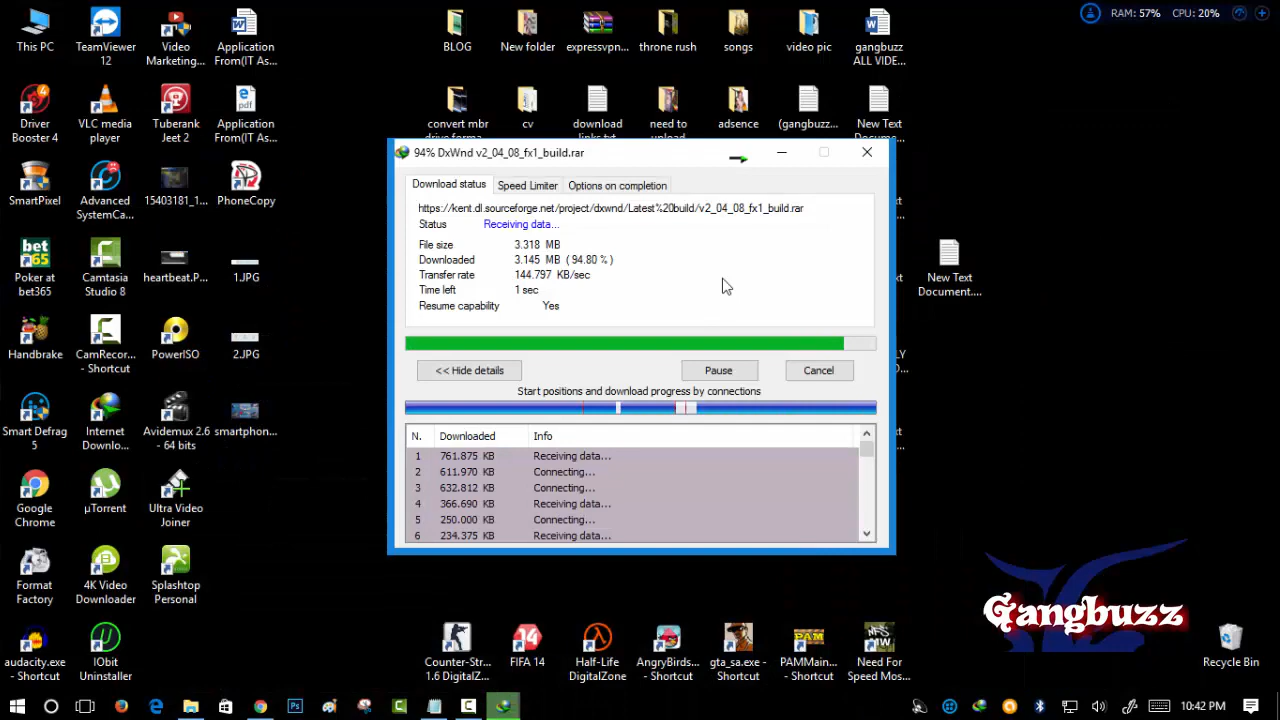 RAM: 57% CPU: 20%
This PC
TeamViewer 12
Video Marketing...
Application From(IT As...
BLOG
New folder
expressvpn...
throne rush
songs
video pic
gangbuzz ALL VIDE...
Driver Booster 4
VLC media player
Tuberank Jeet 2
Application From(IT As...
convert mbr drive forma...
cv
download links.txt
need to upload
adsence
(gangbuzz...
New Text Docume...
94% DxWnd v2_04_08_fx1_build.rar
Download status
Speed Limiter
Options on completion
https://kent.dl.sourceforge.net/project/dxwnd/Latest%20build/v2_04_08_fx1_build.rar
Status Receiving data...
File size 3.318 MB
Downloaded 3.145 MB ( 94.80 % )
Transfer rate 144.797 KB/sec
Time left 1 sec
Resume capability Yes
<< Hide details
Pause
Cancel
Start positions and download progress by connections
N. Downloaded Info
1 761.875 KB Receiving data...
2 611.970 KB Connecting...
3 632.812 KB Connecting...
4 366.690 KB Receiving data...
5 250.000 KB Connecting...
6 234.375 KB Receiving data...
SmartPixel
Advanced SystemCa...
15403181_1...
PhoneCopy
bet365
Poker at bet365
Camtasia Studio 8
heartbeat.P...
1.JPG
New Text Document....
Handbrake
CamRecor... - Shortcut
PowerISO
2.JPG
Smart Defrag 5
Internet Downlo...
Avidemux 2.6 - 64 bits
smartphon...
Google Chrome
µTorrent
Ultra Video Joiner
Format Factory
4K Video Downloader
Splashtop Personal
Gangbuzz
audacity.exe - Shortcut
IObit Uninstaller
Counter-Str... 1.6 DigitalZ...
FIFA 14
Half-Life DigitalZone
AngryBirds... - Shortcut
gta_sa.exe - Shortcut
PAMMain... - Shortcut
Need For Speed Mos...
Recycle Bin
10:42 PM